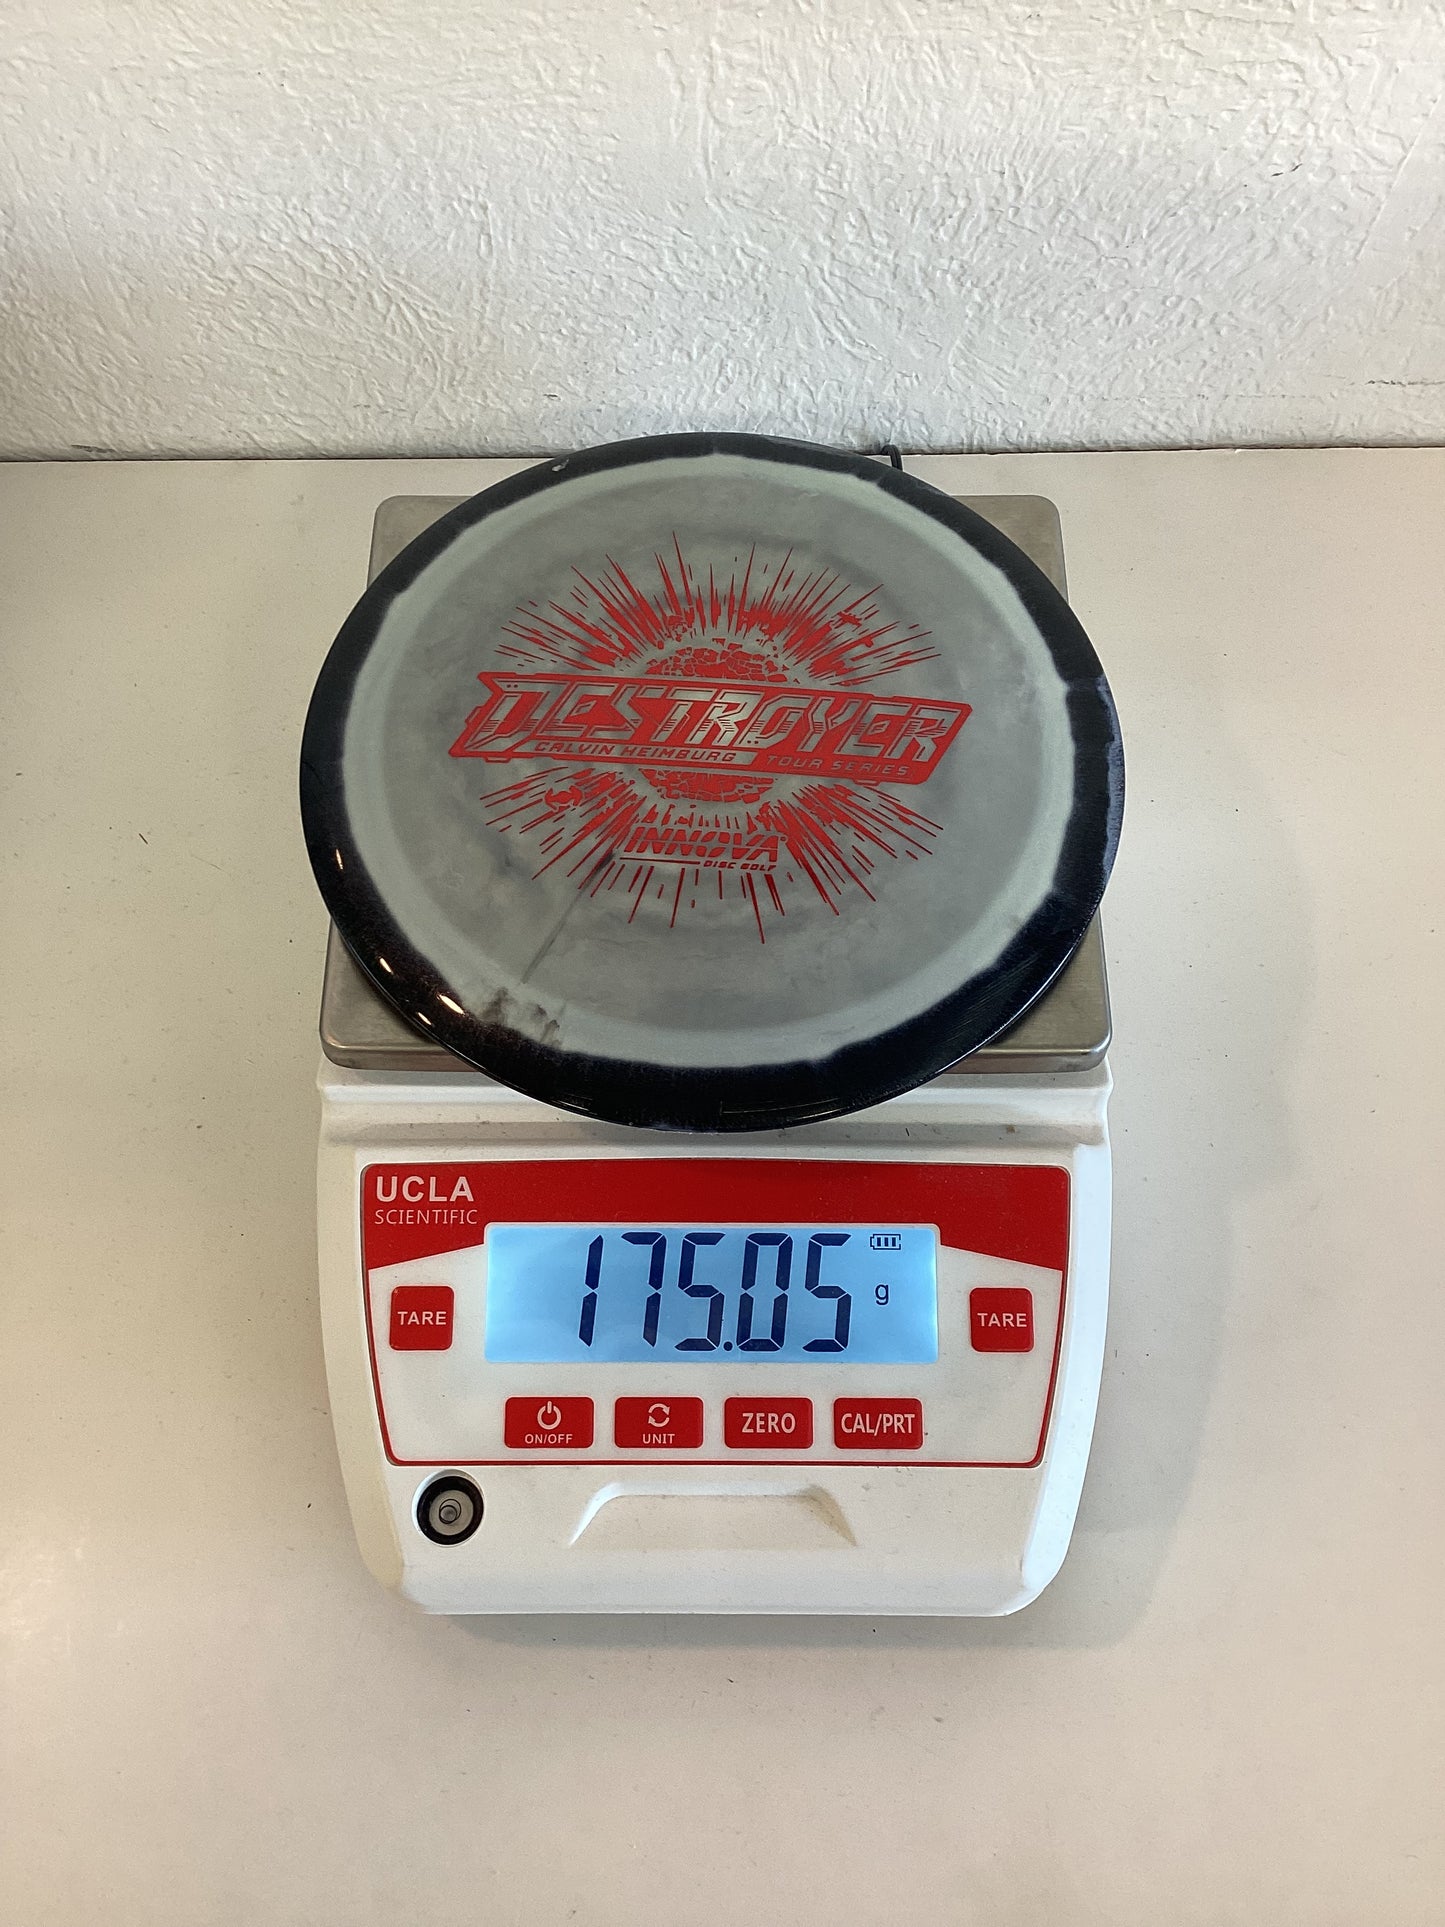 DESTROYER
CALVIN HEIMBURG TOUR SERIES
INNOVA
DISC GOLF
UCLA
SCIENTIFIC
175.05 g
TARE
TARE
ON/OFF
UNIT
ZERO
CAL/PRT